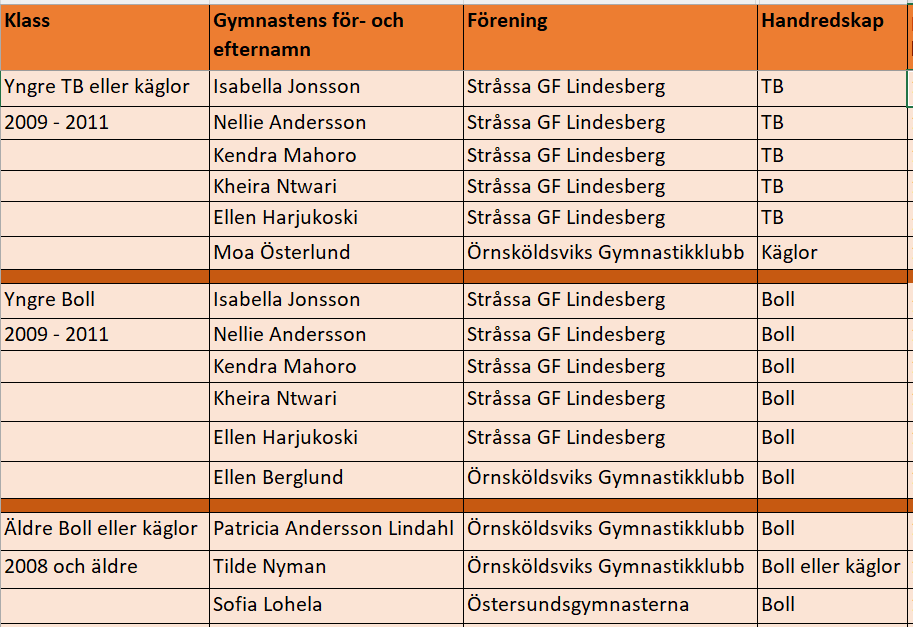 Klass Gymnastens för- och efternamn Förening Handredskap
Yngre TB eller käglor Isabella Jonsson Stråssa GF Lindesberg TB
2009 - 2011 Nellie Andersson Stråssa GF Lindesberg TB
Kendra Mahoro Stråssa GF Lindesberg TB
Kheira Ntwari Stråssa GF Lindesberg TB
Ellen Harjukoski Stråssa GF Lindesberg TB
Moa Österlund Örnsköldsviks Gymnastikklubb Käglor
Yngre Boll Isabella Jonsson Stråssa GF Lindesberg Boll
2009 - 2011 Nellie Andersson Stråssa GF Lindesberg Boll
Kendra Mahoro Stråssa GF Lindesberg Boll
Kheira Ntwari Stråssa GF Lindesberg Boll
Ellen Harjukoski Stråssa GF Lindesberg Boll
Ellen Berglund Örnsköldsviks Gymnastikklubb Boll
Äldre Boll eller käglor Patricia Andersson Lindahl Örnsköldsviks Gymnastikklubb Boll
2008 och äldre Tilde Nyman Örnsköldsviks Gymnastikklubb Boll eller käglor
Sofia Lohela Östersundsgymnasterna Boll